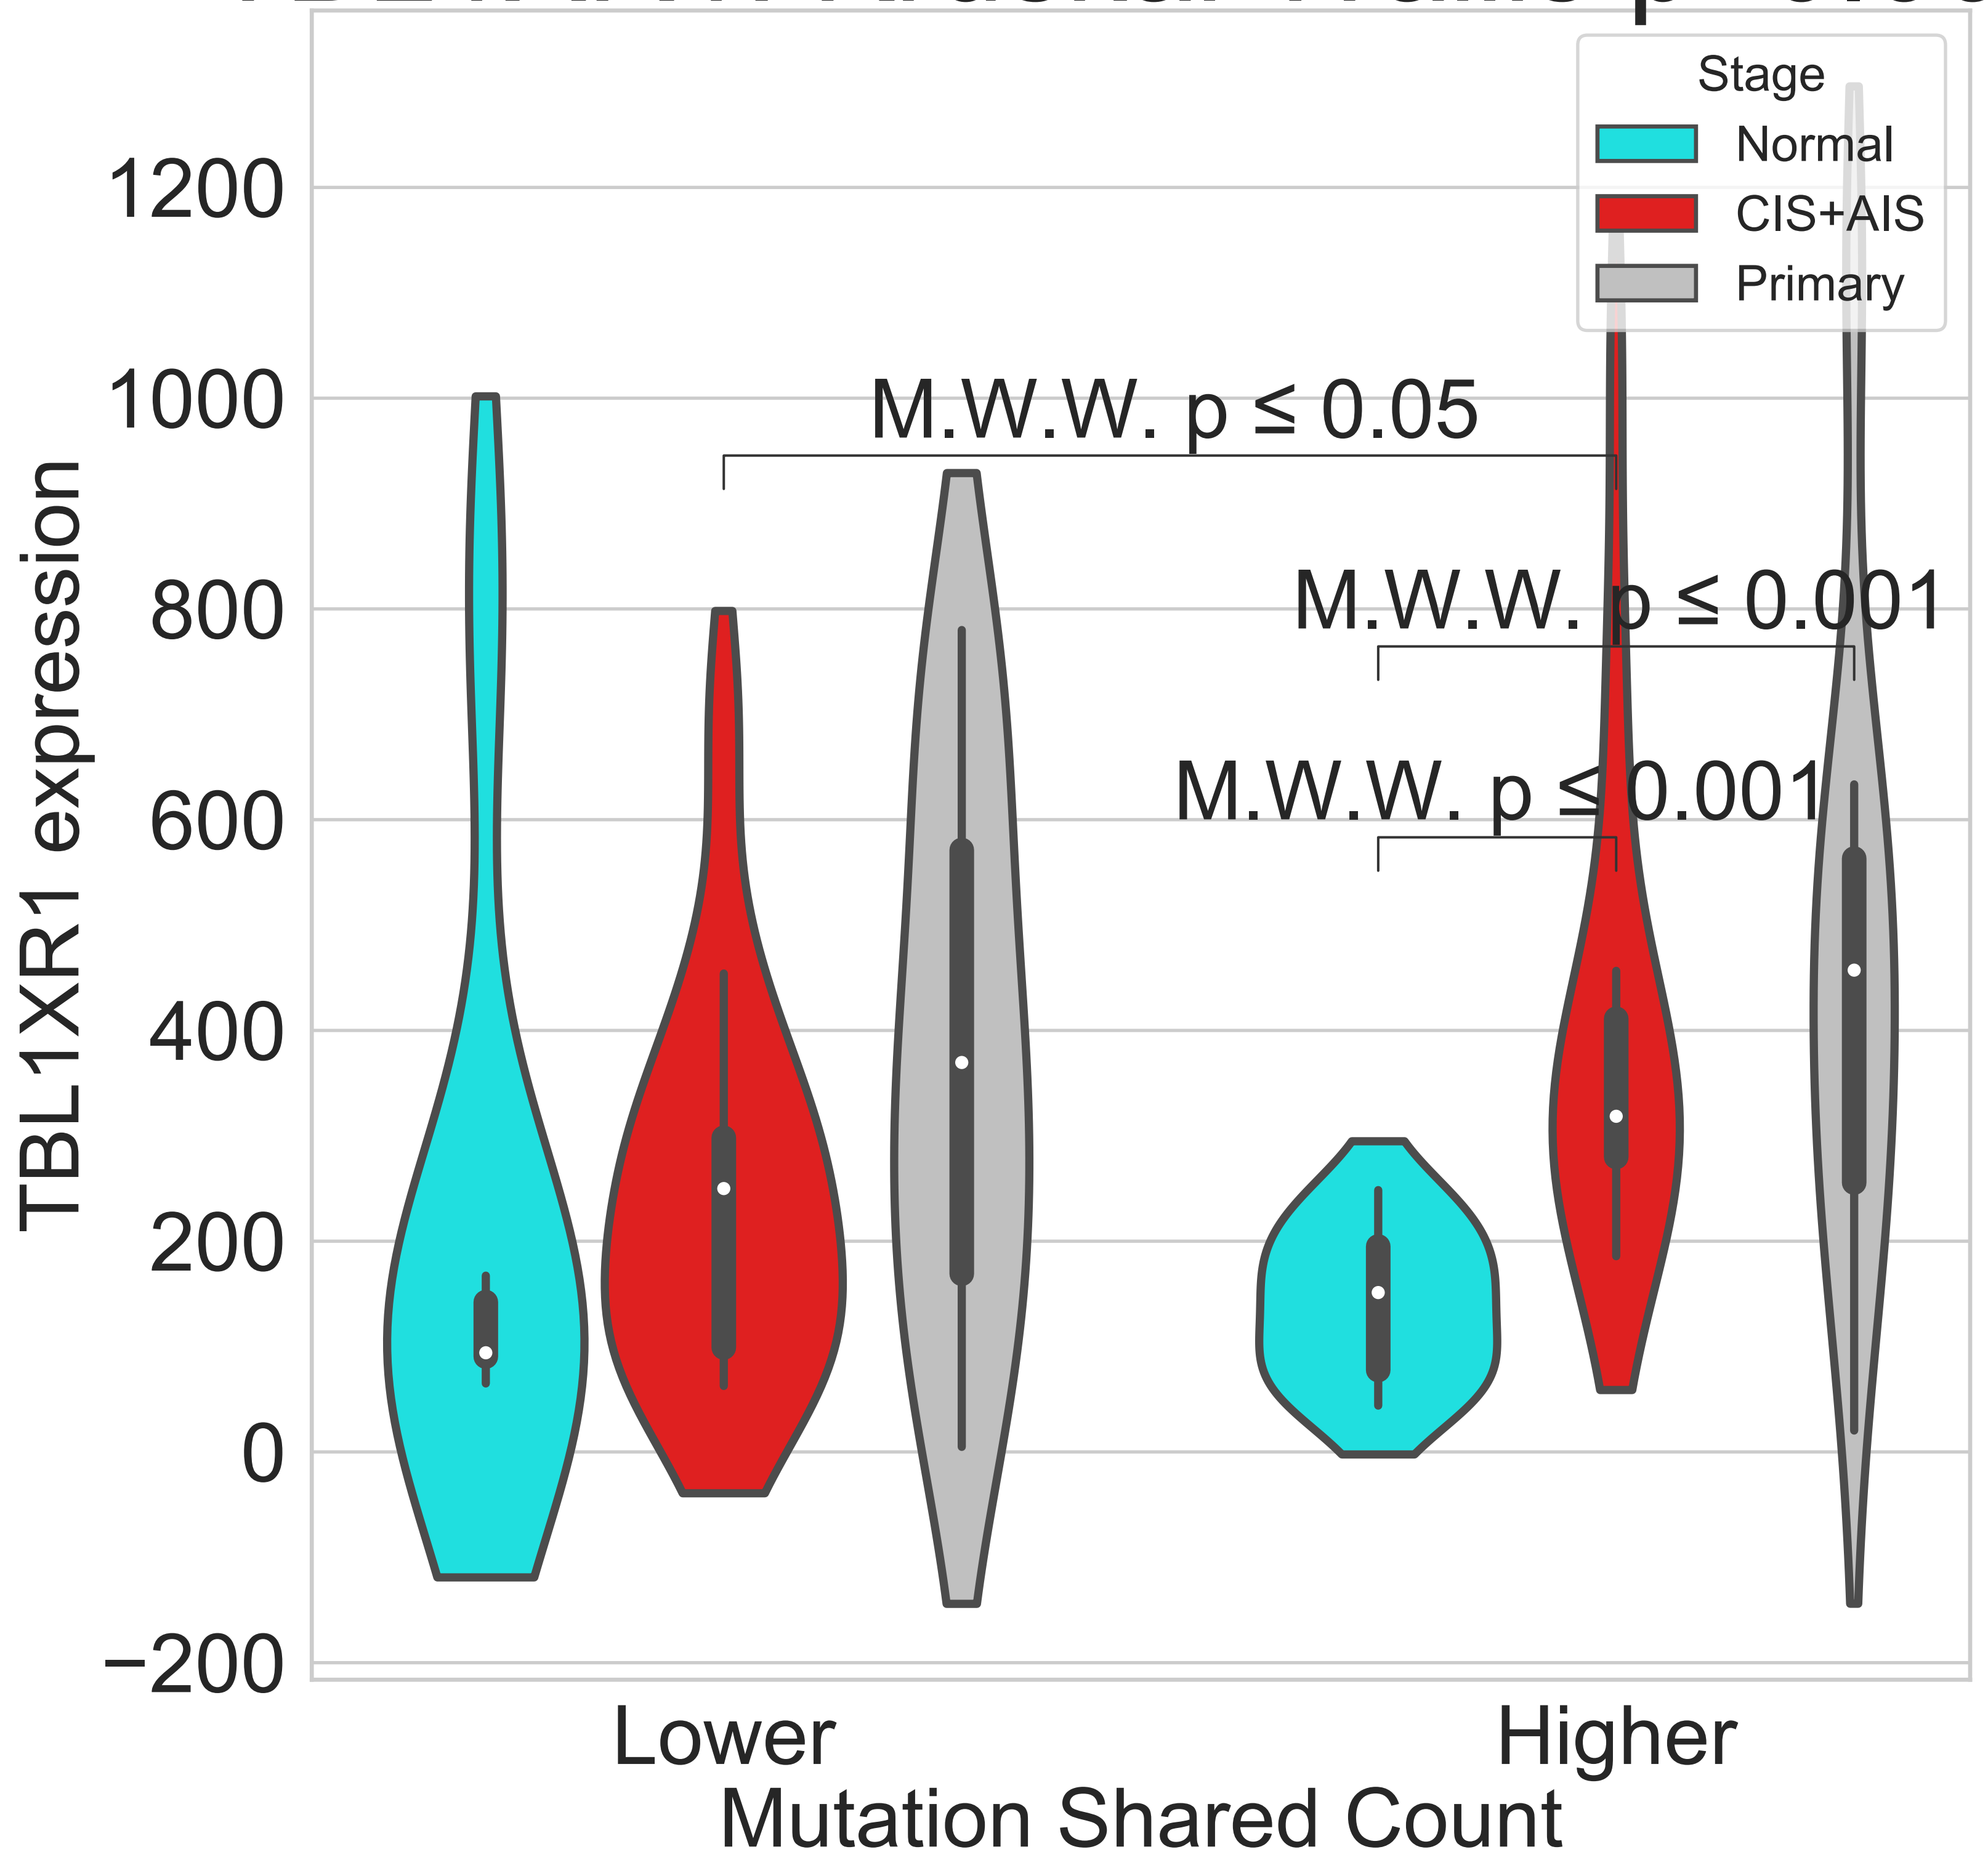 Stage
Normal
CIS+AIS
Primary
1200
1000
800
600
400
200
0
−200
TBL1XR1 expression
M.W.W. p ≤ 0.05
M.W.W. p ≤ 0.001
M.W.W. p ≤ 0.001
Lower
Higher
Mutation Shared Count